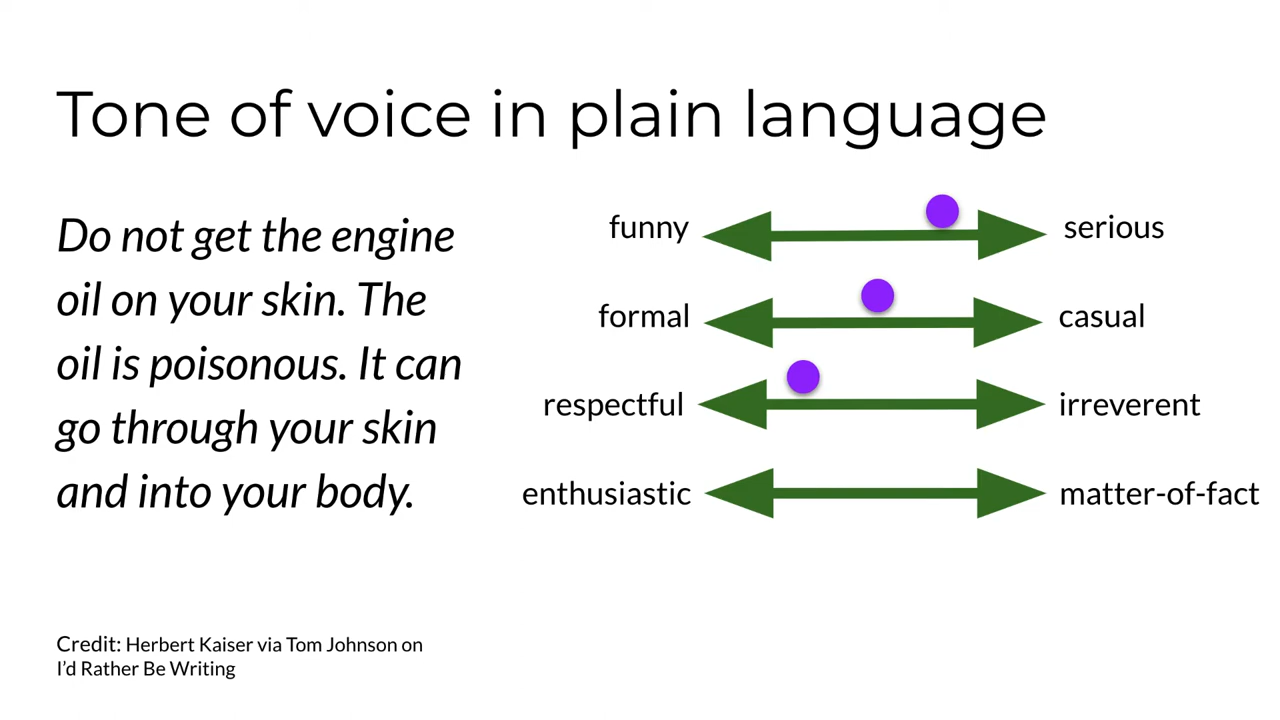 Tone of voice in plain language
Do not get the engine
oil on your skin. The
oil is poisonous. It can
go through your skin
and into your body.
funny
serious
formal
casual
respectful
irreverent
enthusiastic
matter-of-fact
Credit: Herbert Kaiser via Tom Johnson on
I’d Rather Be Writing